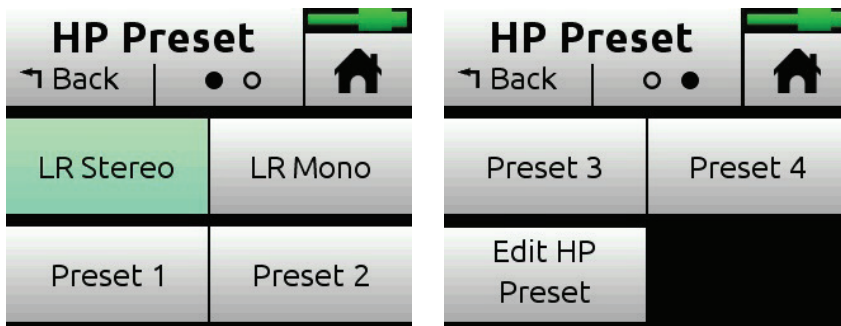 HP Preset
Back
LR Stereo
LR Mono
Preset 1
Preset 2
HP Preset
Back
Preset 3
Preset 4
Edit HP
Preset